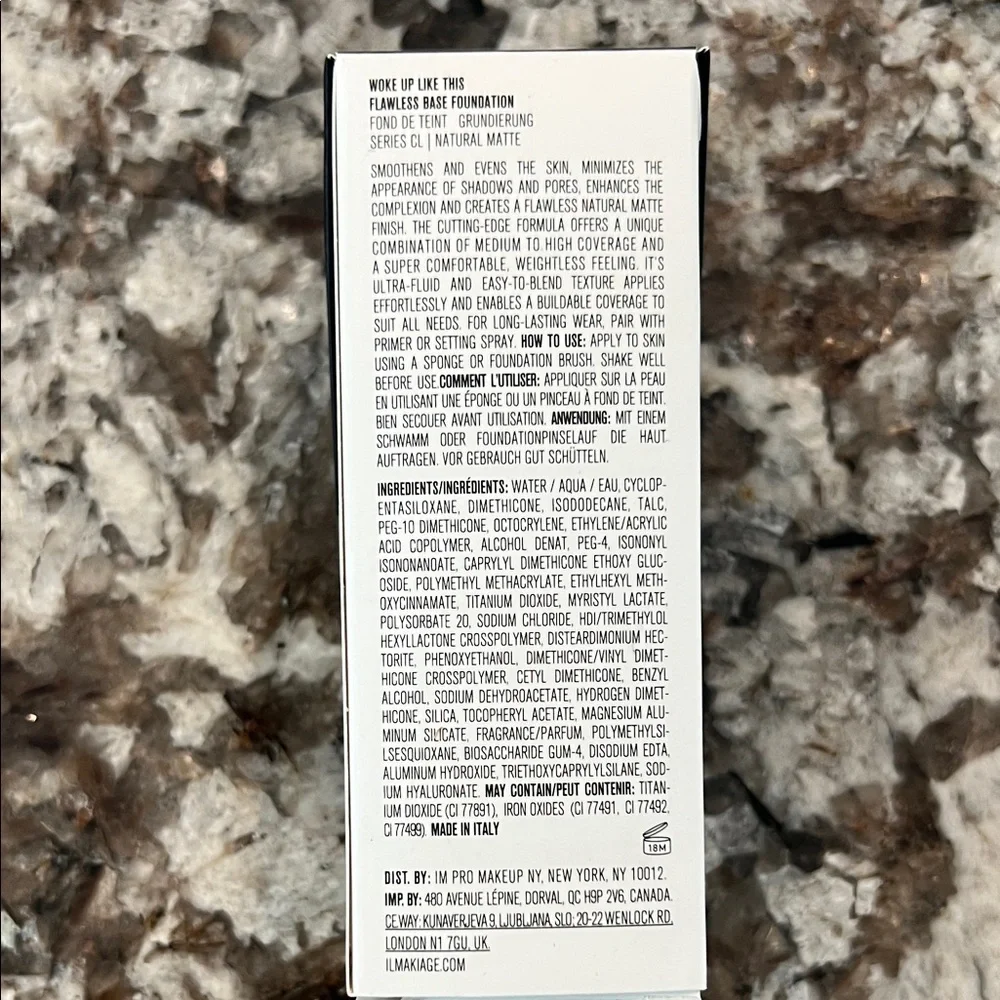 WOKE UP LIKE THIS
FLAWLESS BASE FOUNDATION
FOND DE TEINT GRUNDIERUNG
SERIES CL | NATURAL MATTE
SMOOTHENS AND EVENS THE SKIN, MINIMIZES THE
APPEARANCE OF SHADOWS AND PORES, ENHANCES THE
COMPLEXION AND CREATES A FLAWLESS NATURAL MATTE
FINISH. THE CUTTING-EDGE FORMULA OFFERS A UNIQUE
COMBINATION OF MEDIUM TO HIGH COVERAGE AND
A SUPER COMFORTABLE, WEIGHTLESS FEELING. IT'S
ULTRA-FLUID AND EASY-TO-BLEND TEXTURE APPLIES
EFFORTLESSLY AND ENABLES A BUILDABLE COVERAGE TO
SUIT ALL NEEDS. FOR LONG-LASTING WEAR, PAIR WITH
PRIMER OR SETTING SPRAY. HOW TO USE: APPLY TO SKIN
USING A SPONGE OR FOUNDATION BRUSH. SHAKE WELL
BEFORE USE.COMMENT L'UTILISER: APPLIQUER SUR LA PEAU
EN UTILISANT UNE ÉPONGE OU UN PINCEAU À FOND DE TEINT.
BIEN SECOUER AVANT UTILISATION. ANWENDUNG: MIT EINEM
SCHWAMM ODER FOUNDATIONPINSELAUF DIE HAUT
AUFTRAGEN. VOR GEBRAUCH GUT SCHÜTTELN.
INGREDIENTS/INGRÉDIENTS: WATER / AQUA / EAU, CYCLOP-
ENTASILOXANE, DIMETHICONE, ISODODECANE, TALC,
PEG-10 DIMETHICONE, OCTOCRYLENE, ETHYLENE/ACRYLIC
ACID COPOLYMER, ALCOHOL DENAT, PEG-4, ISONONYL
ISONONANOATE, CAPRYLYL DIMETHICONE ETHOXY GLUC-
OSIDE, POLYMETHYL METHACRYLATE, ETHYLHEXYL METH-
OXYCINNAMATE, TITANIUM DIOXIDE, MYRISTYL LACTATE,
POLYSORBATE 20, SODIUM CHLORIDE, HDI/TRIMETHYLOL
HEXYLLACTONE CROSSPOLYMER, DISTEARDIMONIUM HEC-
TORITE, PHENOXYETHANOL, DIMETHICONE/VINYL DIMET-
HICONE CROSSPOLYMER, CETYL DIMETHICONE, BENZYL
ALCOHOL, SODIUM DEHYDROACETATE, HYDROGEN DIMET-
HICONE, SILICA, TOCOPHERYL ACETATE, MAGNESIUM ALU-
MINUM SILICATE, FRAGRANCE/PARFUM, POLYMETHYLSI-
LSESQUIOXANE, BIOSACCHARIDE GUM-4, DISODIUM EDTA,
ALUMINUM HYDROXIDE, TRIETHOXYCAPRYLYLSILANE, SOD-
IUM HYALURONATE. MAY CONTAIN/PEUT CONTENIR: TITAN-
IUM DIOXIDE (CI 77891), IRON OXIDES (CI 77491, CI 77492,
CI 77499). MADE IN ITALY
18M
DIST. BY: IM PRO MAKEUP NY, NEW YORK, NY 10012.
IMP. BY: 480 AVENUE LÉPINE, DORVAL, QC H9P 2V6, CANADA.
CEWAY: KUNAVERJEVA 9, LJUBLJANA, SLO; 20-22 WENLOCK RD,
LONDON N1 7GU, UK.
ILMAKIAGE.COM